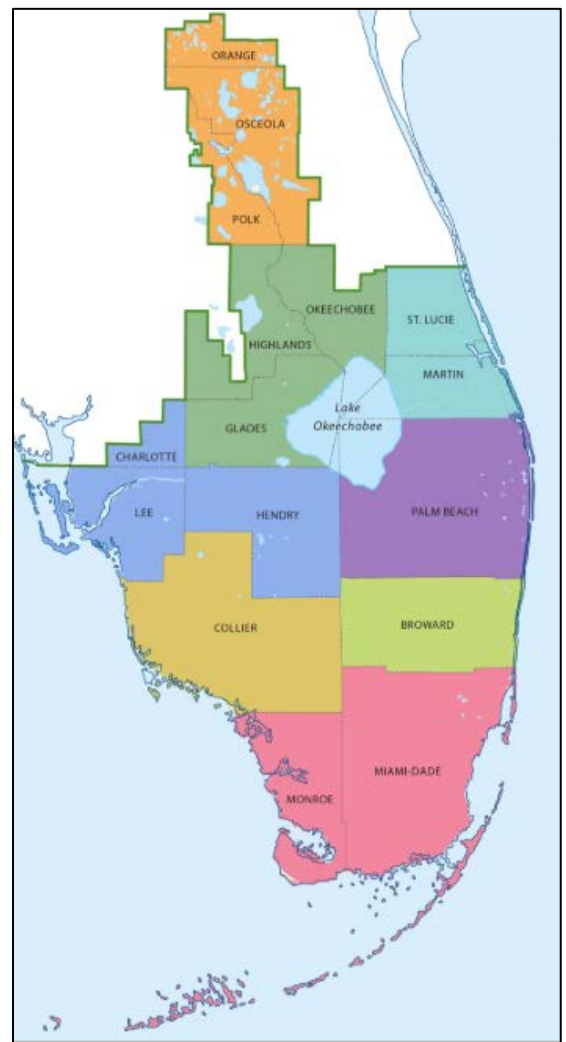 ORANGE
OSCEOLA
POLK
OKEECHOBEE
ST. LUCIE
HIGHLANDS
MARTIN
Lake
Okeechobee
GLADES
CHARLOTTE
LEE
HENDRY
PALM BEACH
COLLIER
BROWARD
MIAMI-DADE
MONROE